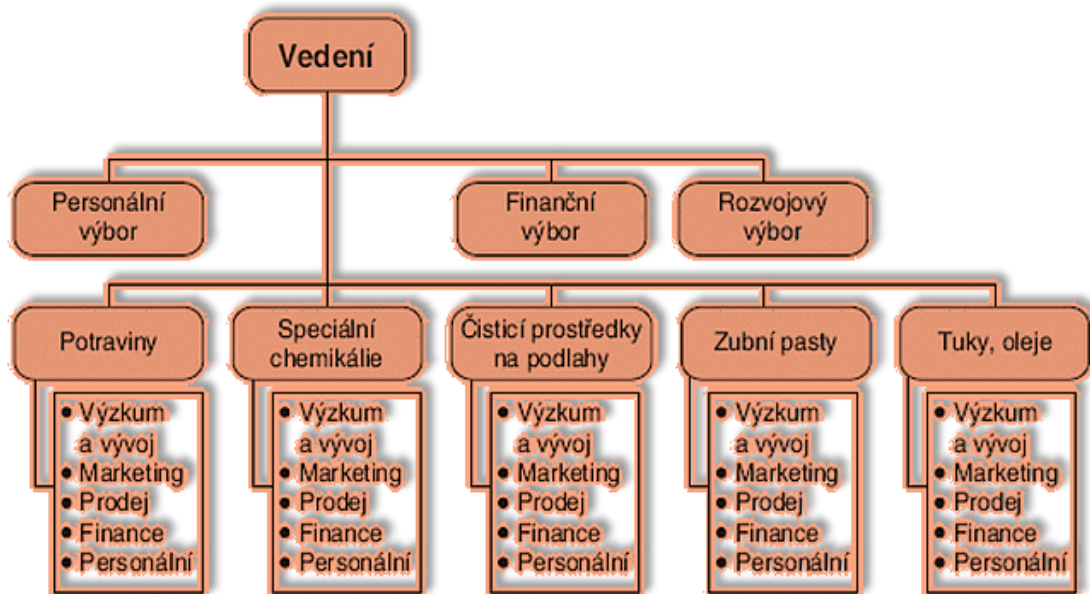 Vedení
Personální
výbor
Finanční
výbor
Rozvojový
výbor
Potraviny
Speciální
chemikálie
Čisticí prostředky
na podlahy
Zubní pasty
Tuky, oleje
• Výzkum
a vývoj
• Marketing
• Prodej
• Finance
• Personální
• Výzkum
a vývoj
• Marketing
• Prodej
• Finance
• Personální
• Výzkum
a vývoj
• Marketing
• Prodej
• Finance
• Personální
• Výzkum
a vývoj
• Marketing
• Prodej
• Finance
• Personální
• Výzkum
a vývoj
• Marketing
• Prodej
• Finance
• Personální